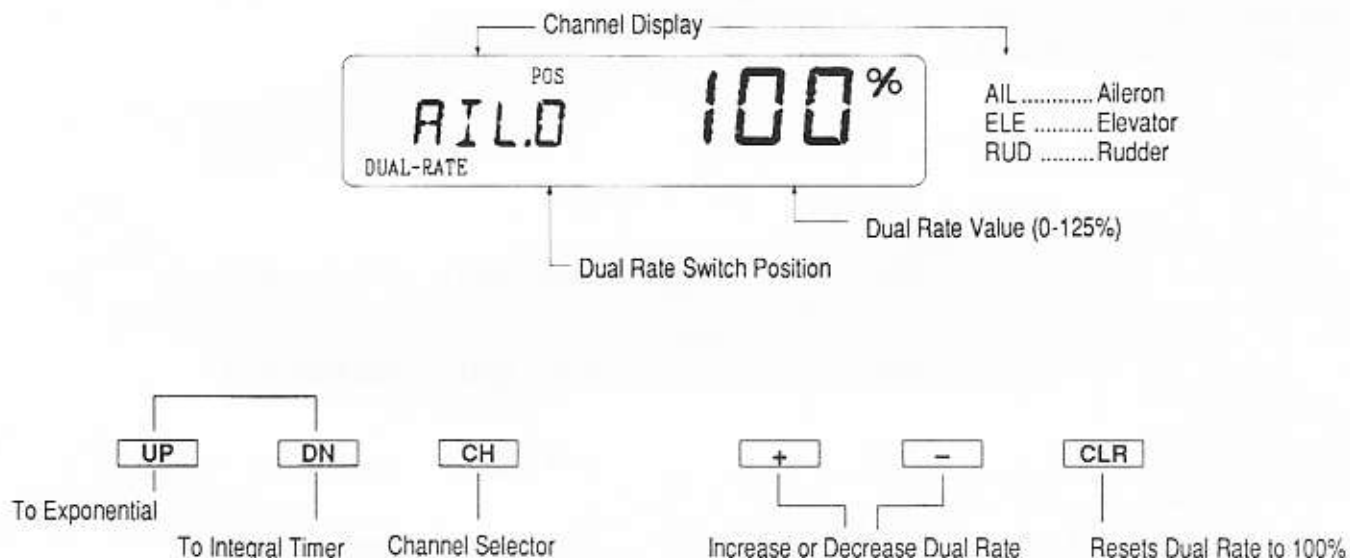 Channel Display
POS
AIL.0 100%
DUAL-RATE
AIL ............ Aileron
ELE .......... Elevator
RUD ......... Rudder
Dual Rate Value (0-125%)
Dual Rate Switch Position
UP DN CH + - CLR
To Exponential
To Integral Timer Channel Selector Increase or Decrease Dual Rate Resets Dual Rate to 100%